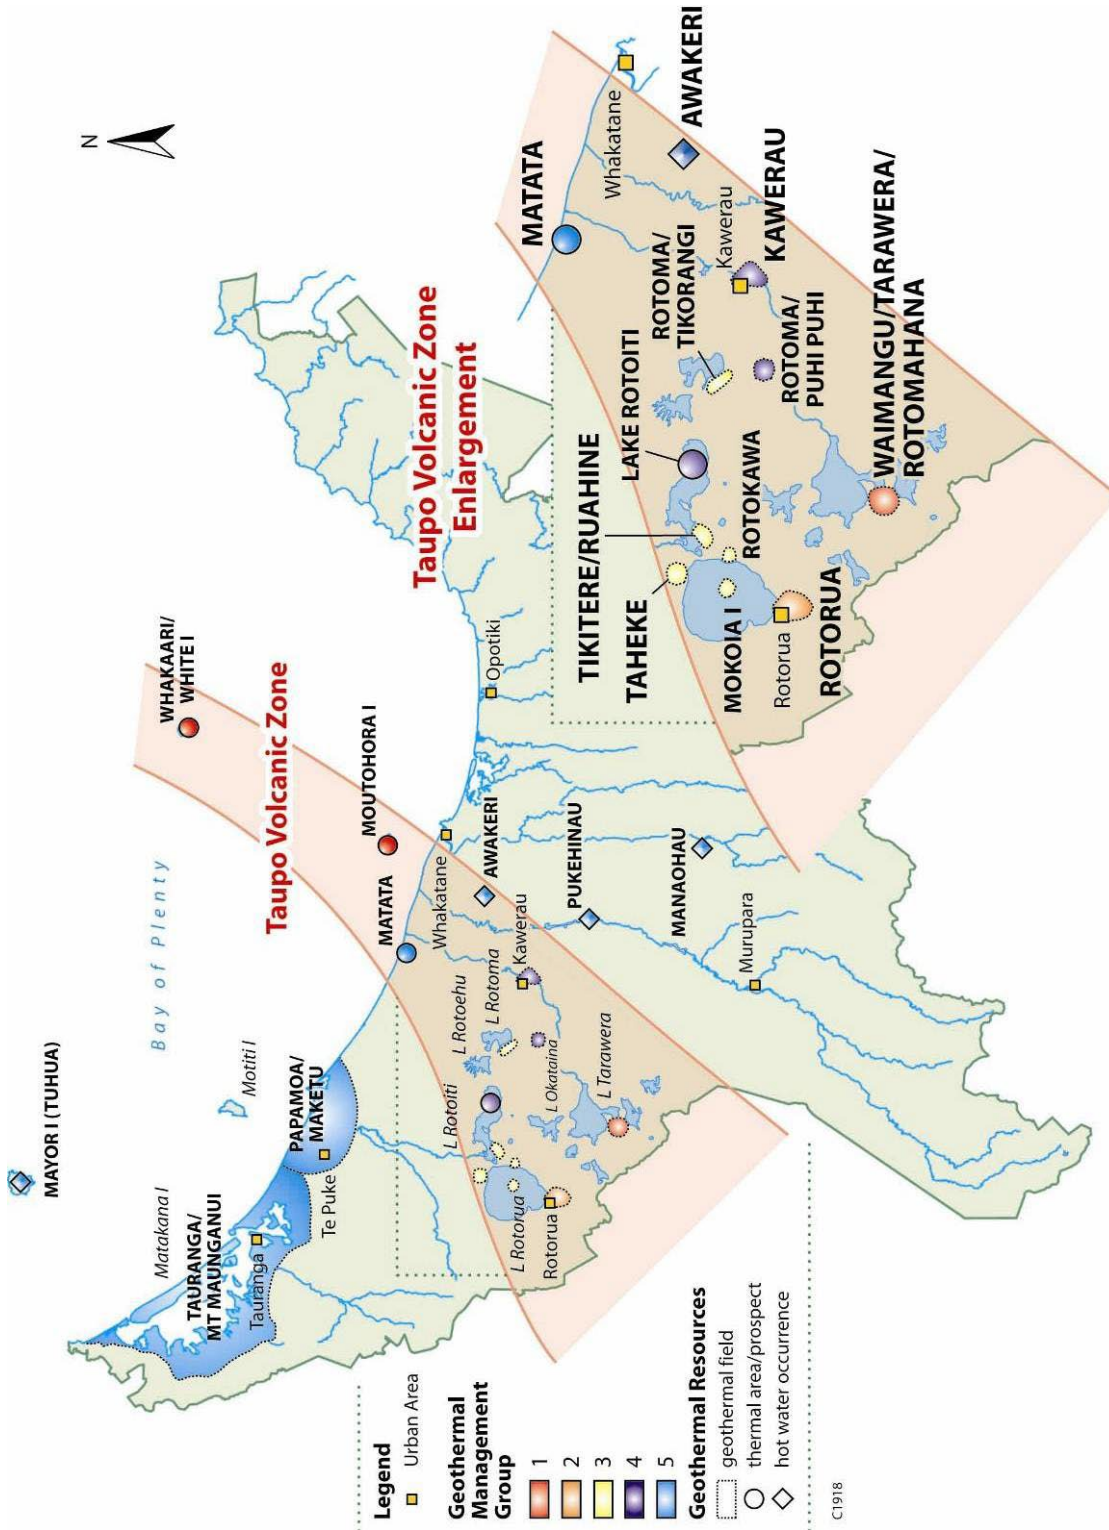 MAYOR I (TUHUA)
Bay of Plenty
Motiti I
Matakana I
TAURANGA/
MT MAUNGANUI
Tauranga
PAPAMOA/
MAKETU
Te Puke
Taupo Volcanic Zone
WHAKAARI/
WHITE I
MOUTOHORA I
MATATA
Whakatane
AWAKERI
Opotiki
L Rotoiti
L Rotoehu
L Rotoma
Kawerau
L Rotorua
Rotorua
L Okataina
L Tarawera
PUKEHINAU
MANAOHAU
Murupara
N
Taupo Volcanic Zone
Enlargement
MATATA
Whakatane
AWAKERI
Kawerau
KAWERAU
ROTOMA/
TIKORANGI
LAKE ROTOITI
TIKITERE/RUAHINE
TAHEKE
ROTOMA/
PUHI PUHI
ROTOKAWA
MOKOIA I
Rotorua
ROTORUA
WAIMANGU/TARAWERA/
ROTOMAHANA
Legend
Urban Area
Geothermal
Management
Group
1
2
3
4
5
Geothermal Resources
geothermal field
thermal area/prospect
hot water occurrence
C1918